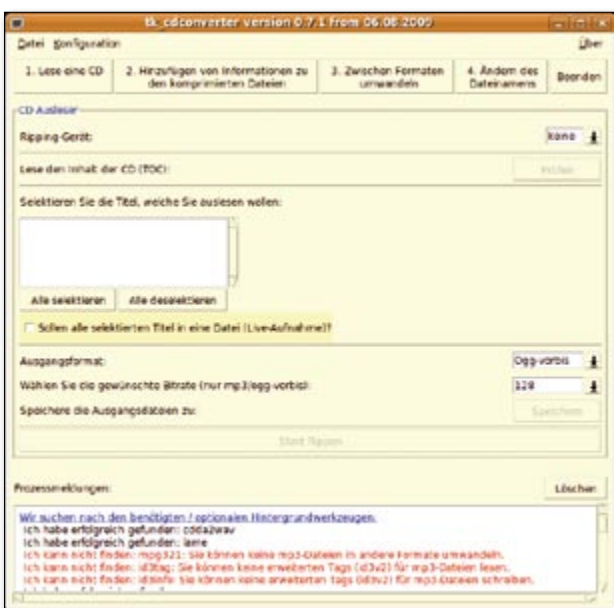 tk_cdconverter version 0.7.1 from 06.08.2009
Datei Konfiguration Über
1. Lese eine CD
2. Hinzufügen von Informationen zu
den komprimierten Dateien
3. Zwischen Formaten
umwandeln
4. Ändern des
Dateinamens
Beenden
CD Auslesen
Ripping-Gerät:
Lese den Inhalt der CD (TOC):
Selektieren Sie die Titel, welche Sie auslesen wollen:
Alle selektieren Alle deselektieren
Sollen alle selektierten Titel in eine Datei (Live-Aufnahme)?
Ausgangsformat: Ogg-vorbis
Wählen Sie die gewünschte Bitrate (nur mp3/ogg-vorbis): 128
Speichere die Ausgangsdateien zu: Speichern
Start Rippen
Prozessmeldungen: Löschen
Wir suchen nach den benötigten / optionalen Hintergrundwerkzeugen.
Ich habe erfolgreich gefunden: cdda2wav
Ich habe erfolgreich gefunden: lame
Ich kann nicht finden: mpg321: Sie können keine mp3-Dateien in andere Formate umwandeln.
Ich kann nicht finden: id3tag: Sie können keine erweiterten Tags (id3v2) für mp3-Dateien lesen.
Ich kann nicht finden: id3info: Sie können keine erweiterten Tags (id3v2) für mp3-Dateien schreiben.